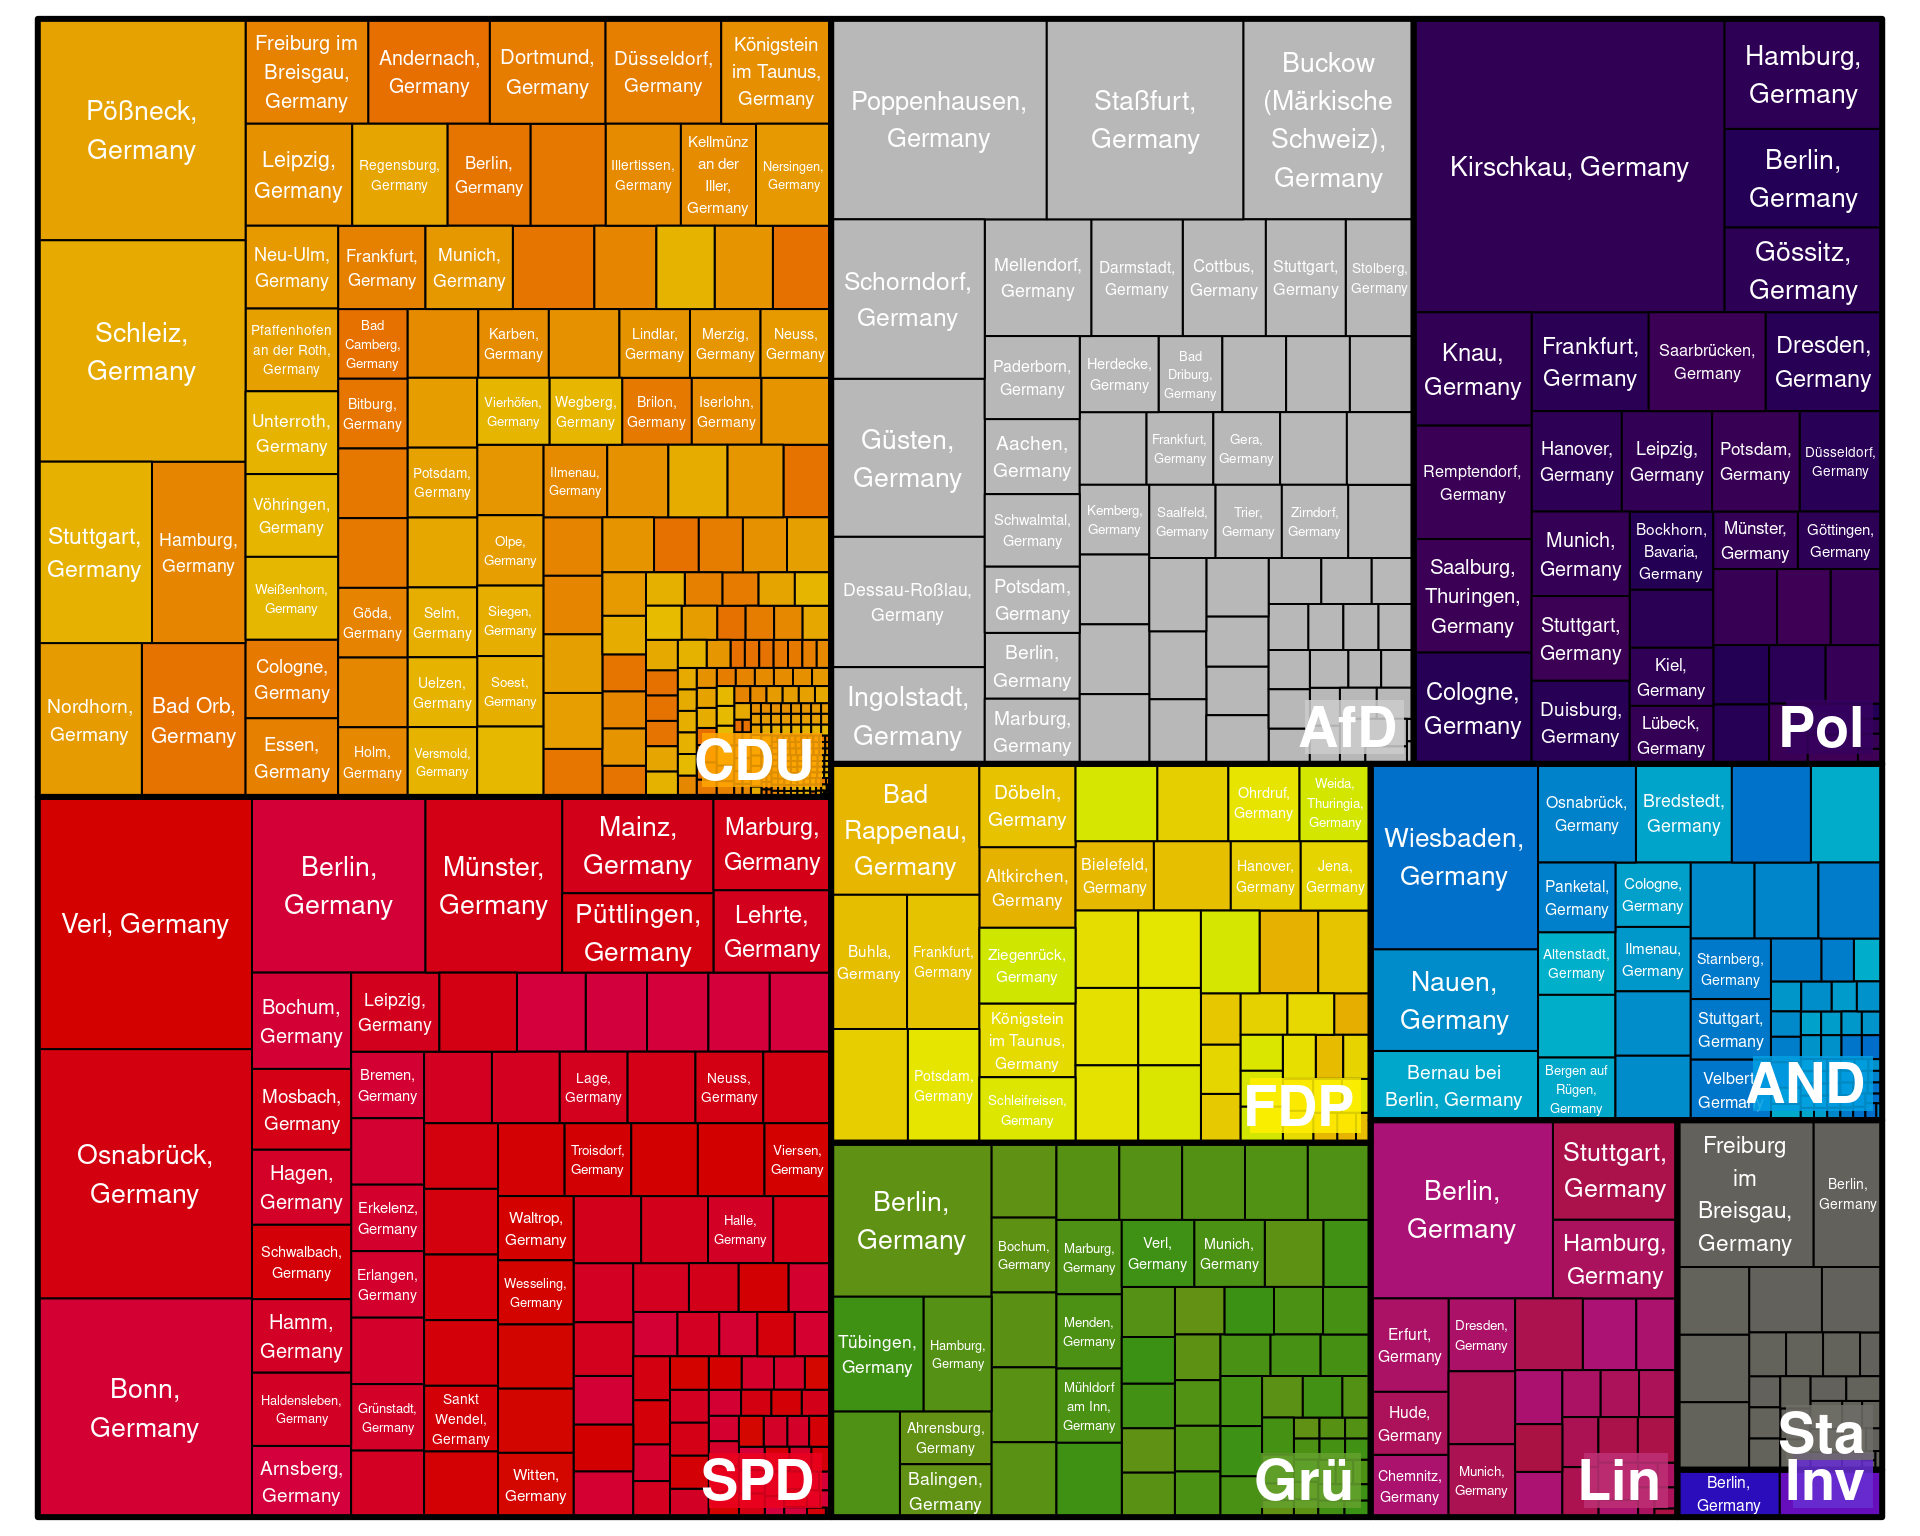 Pößneck,
Germany
Schleiz,
Germany
Stuttgart,
Germany
Hamburg,
Germany
Nordhorn,
Germany
Bad Orb,
Germany
Freiburg im
Breisgau,
Germany
Andernach,
Germany
Dortmund,
Germany
Düsseldorf,
Germany
Königstein
im Taunus,
Germany
Leipzig,
Germany
Regensburg,
Germany
Berlin,
Germany
Illertissen,
Germany
Kellmünz
an der
Iller,
Germany
Nersingen,
Germany
Neu-Ulm,
Germany
Frankfurt,
Germany
Munich,
Germany
Pfaffenhofen
an der Roth,
Germany
Bad
Camberg,
Germany
Karben,
Germany
Lindlar,
Germany
Merzig,
Germany
Neuss,
Germany
Unterroth,
Germany
Bitburg,
Germany
Vierhöfen,
Germany
Wegberg,
Germany
Brilon,
Germany
Iserlohn,
Germany
Vöhringen,
Germany
Potsdam,
Germany
Ilmenau,
Germany
Weißenhorn,
Germany
Olpe,
Germany
Göda,
Germany
Selm,
Germany
Siegen,
Germany
Cologne,
Germany
Uelzen,
Germany
Soest,
Germany
Essen,
Germany
Holm,
Germany
Versmold,
Germany
CDU
Poppenhausen,
Germany
Staßfurt,
Germany
Buckow
(Märkische
Schweiz),
Germany
Schorndorf,
Germany
Güsten,
Germany
Dessau-Roßlau,
Germany
Ingolstadt,
Germany
Mellendorf,
Germany
Darmstadt,
Germany
Cottbus,
Germany
Stuttgart,
Germany
Stolberg,
Germany
Paderborn,
Germany
Herdecke,
Germany
Bad
Driburg,
Germany
Aachen,
Germany
Frankfurt,
Germany
Gera,
Germany
Schwalmtal,
Germany
Kemberg,
Germany
Saalfeld,
Germany
Trier,
Germany
Zirndorf,
Germany
Potsdam,
Germany
Berlin,
Germany
Marburg,
Germany
AfD
Kirschkau, Germany
Hamburg,
Germany
Berlin,
Germany
Gössitz,
Germany
Knau,
Germany
Frankfurt,
Germany
Saarbrücken,
Germany
Dresden,
Germany
Remptendorf,
Germany
Hanover,
Germany
Leipzig,
Germany
Potsdam,
Germany
Düsseldorf,
Germany
Saalburg,
Thuringen,
Germany
Munich,
Germany
Bockhorn,
Bavaria,
Germany
Münster,
Germany
Göttingen,
Germany
Stuttgart,
Germany
Cologne,
Germany
Kiel,
Germany
Duisburg,
Germany
Lübeck,
Germany
Pol
Verl, Germany
Osnabrück,
Germany
Bonn,
Germany
Berlin,
Germany
Münster,
Germany
Mainz,
Germany
Marburg,
Germany
Püttlingen,
Germany
Lehrte,
Germany
Bochum,
Germany
Leipzig,
Germany
Mosbach,
Germany
Bremen,
Germany
Lage,
Germany
Neuss,
Germany
Hagen,
Germany
Troisdorf,
Germany
Viersen,
Germany
Erkelenz,
Germany
Waltrop,
Germany
Halle,
Germany
Schwalbach,
Germany
Erlangen,
Germany
Wesseling,
Germany
Hamm,
Germany
Haldensleben,
Germany
Grünstadt,
Germany
Sankt
Wendel,
Germany
Arnsberg,
Germany
Witten,
Germany
SPD
Bad
Rappenau,
Germany
Döbeln,
Germany
Ohrdruf,
Germany
Weida,
Thuringia,
Germany
Altkirchen,
Germany
Bielefeld,
Germany
Hanover,
Germany
Jena,
Germany
Buhla,
Germany
Frankfurt,
Germany
Ziegenrück,
Germany
Potsdam,
Germany
Königstein
im Taunus,
Germany
Schleifreisen,
Germany
FDP
Wiesbaden,
Germany
Osnabrück,
Germany
Bredstedt,
Germany
Panketal,
Germany
Cologne,
Germany
Nauen,
Germany
Altenstadt,
Germany
Ilmenau,
Germany
Starnberg,
Germany
Stuttgart,
Germany
Bernau bei
Berlin, Germany
Bergen auf
Rügen,
Germany
Velbert,
Germany
AND
Berlin,
Germany
Tübingen,
Germany
Hamburg,
Germany
Ahrensburg,
Germany
Balingen,
Germany
Bochum,
Germany
Marburg,
Germany
Verl,
Germany
Munich,
Germany
Menden,
Germany
Mühldorf
am Inn,
Germany
Grü
Berlin,
Germany
Stuttgart,
Germany
Hamburg,
Germany
Erfurt,
Germany
Dresden,
Germany
Hude,
Germany
Chemnitz,
Germany
Munich,
Germany
Lin
Freiburg
im
Breisgau,
Germany
Berlin,
Germany
Sta
Berlin,
Germany
Inv